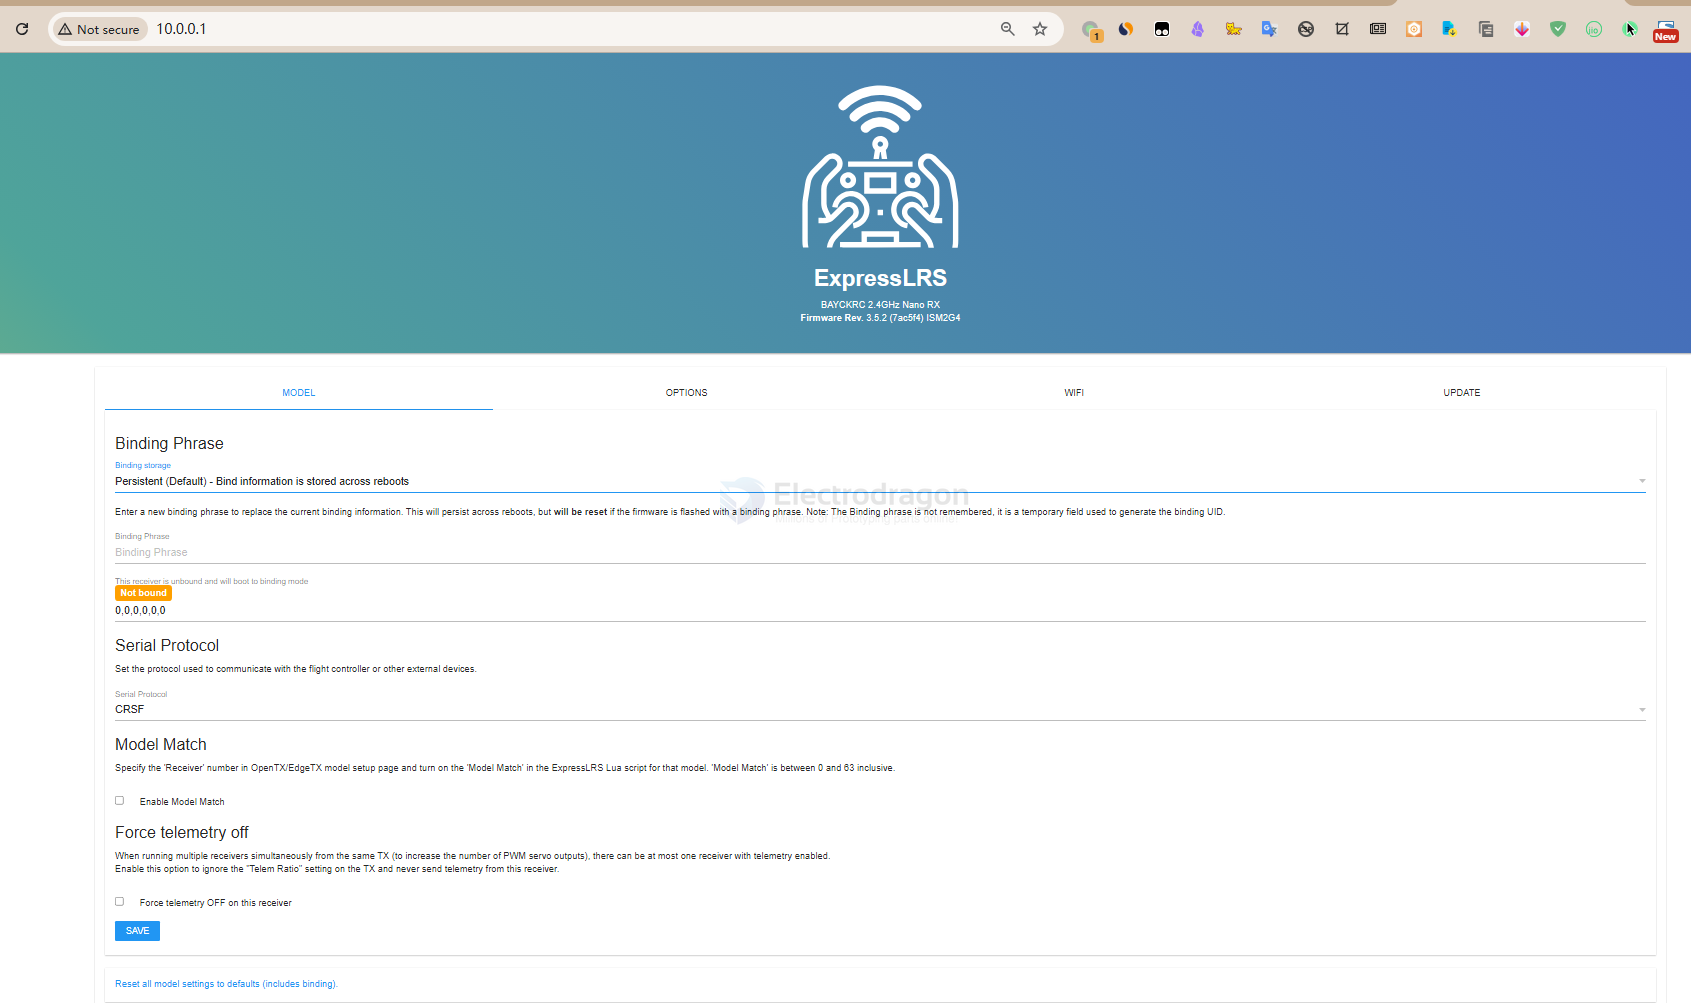 Not secure
10.0.0.1
1
New
ExpressLRS
BAYCKRC 2.4GHz Nano RX
Firmware Rev. 3.5.2 (7ac5f4) ISM2G4
MODEL
OPTIONS
WIFI
UPDATE
Binding Phrase
Binding storage
Persistent (Default) - Bind information is stored across reboots
Electrodragon
Enter a new binding phrase to replace the current binding information. This will persist across reboots, but will be reset if the firmware is flashed with a binding phrase. Note: The Binding phrase is not remembered, it is a temporary field used to generate the binding UID.
Binding Phrase
Binding Phrase
This receiver is unbound and will boot to binding mode
Not bound
0,0,0,0,0,0
Serial Protocol
Set the protocol used to communicate with the flight controller or other external devices.
Serial Protocol
CRSF
Model Match
Specify the 'Receiver' number in OpenTX/EdgeTX model setup page and turn on the 'Model Match' in the ExpressLRS Lua script for that model. 'Model Match' is between 0 and 63 inclusive.
Enable Model Match
Force telemetry off
When running multiple receivers simultaneously from the same TX (to increase the number of PWM servo outputs), there can be at most one receiver with telemetry enabled.
Enable this option to ignore the "Telem Ratio" setting on the TX and never send telemetry from this receiver.
Force telemetry OFF on this receiver
SAVE
Reset all model settings to defaults (includes binding).